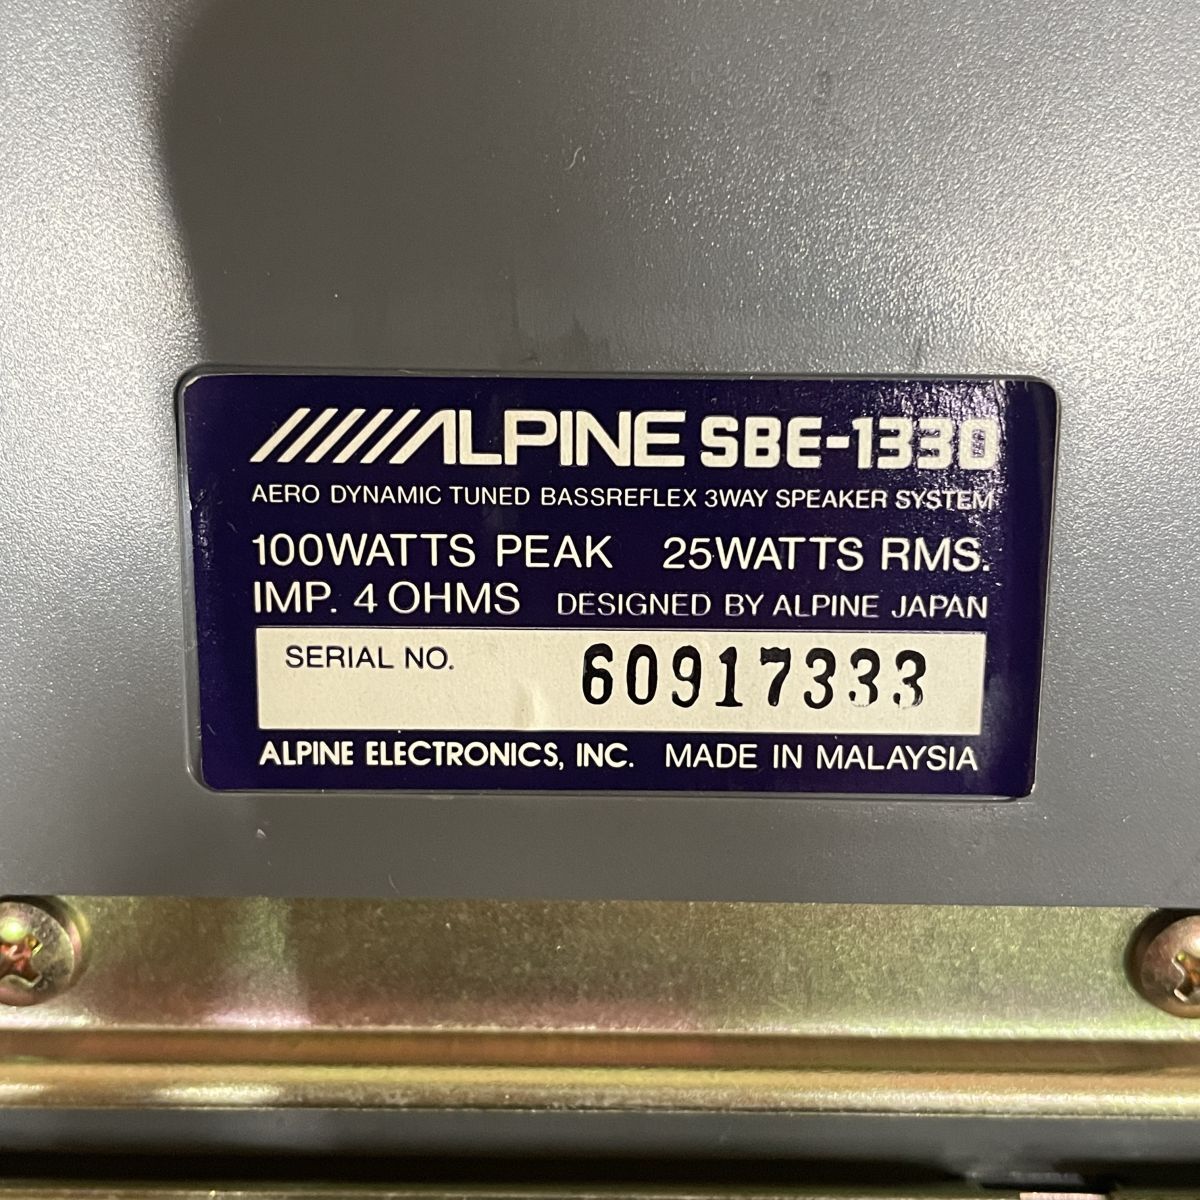 ALPINE SBE-1330
AERO DYNAMIC TUNED BASSREFLEX 3WAY SPEAKER SYSTEM
100WATTS PEAK 25WATTS RMS.
IMP. 4 OHMS DESIGNED BY ALPINE JAPAN
SERIAL NO. 60917333
ALPINE ELECTRONICS, INC. MADE IN MALAYSIA